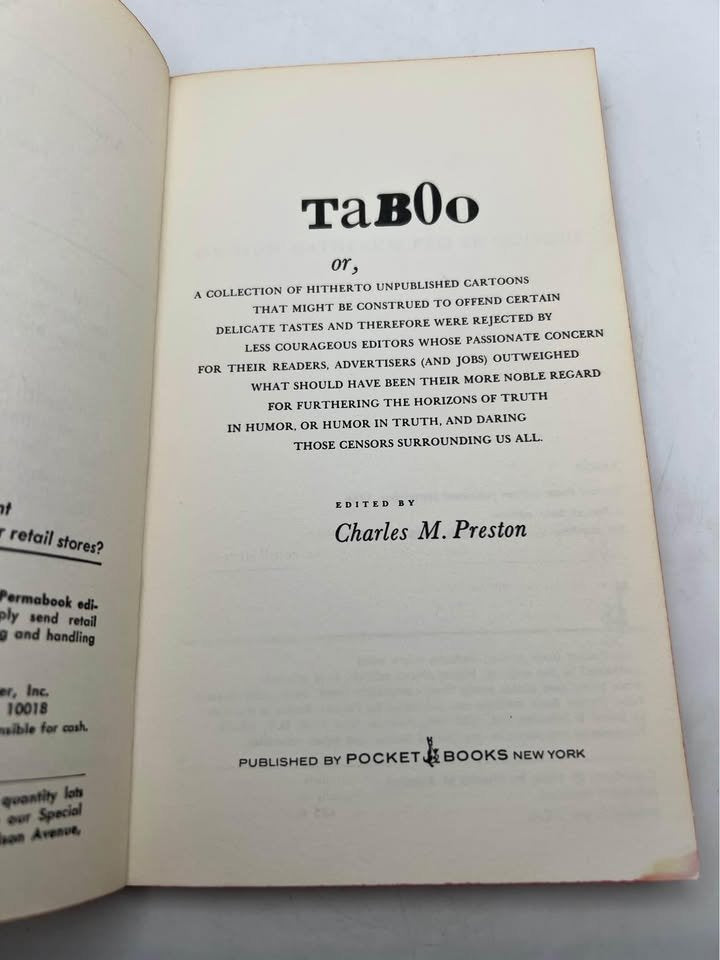 nt
r retail stores?
Permabook edi-
ply send retail
g and handling
er, Inc.
10018
nsible for cash.
quantity lots
our Special
ison Avenue,
TaBOo
or,
A COLLECTION OF HITHERTO UNPUBLISHED CARTOONS
THAT MIGHT BE CONSTRUED TO OFFEND CERTAIN
DELICATE TASTES AND THEREFORE WERE REJECTED BY
LESS COURAGEOUS EDITORS WHOSE PASSIONATE CONCERN
FOR THEIR READERS, ADVERTISERS (AND JOBS) OUTWEIGHED
WHAT SHOULD HAVE BEEN THEIR MORE NOBLE REGARD
FOR FURTHERING THE HORIZONS OF TRUTH
IN HUMOR, OR HUMOR IN TRUTH, AND DARING
THOSE CENSORS SURROUNDING US ALL.
EDITED BY
Charles M. Preston
PUBLISHED BY POCKET BOOKS NEW YORK